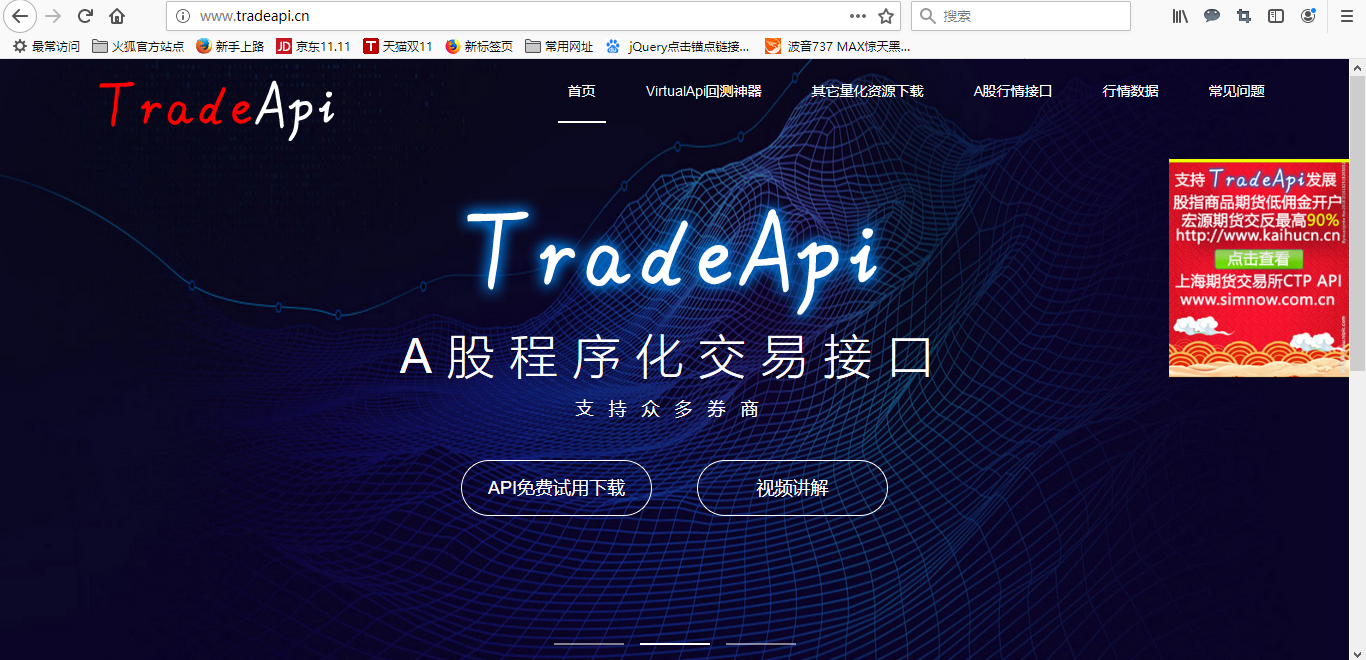 www.tradeapi.cn
搜索
最常访问 火狐官方站点 新手上路 JD 京东11.11 T 天猫双11 新标签页 常用网址 jQuery点击锚点链接... 波音737 MAX惊天黑...
TradeApi
首页 VirtualApi回测神器 其它量化资源下载 A股行情接口 行情数据 常见问题
TradeApi
A股程序化交易接口
支持众多券商
API免费试用下载 视频讲解
支持TradeApi发展
股指商品期货低佣金开户
宏源期货交反最高90%
http://www.kaihucn.cn
点击查看
上海期货交易所CTP API
www.simnow.com.cn